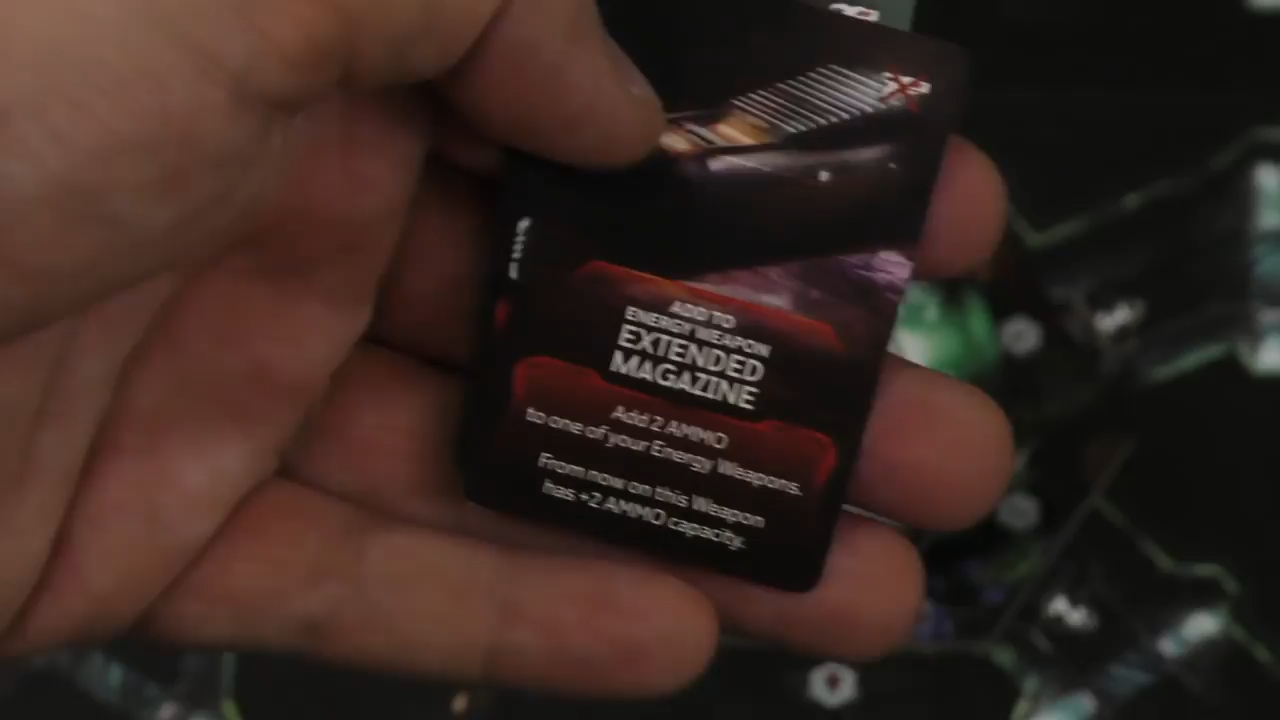 ADD TO
ENERGY WEAPON
EXTENDED
MAGAZINE
Add 2 AMMO
to one of your Energy Weapons.
From now on this Weapon
has +2 AMMO capacity.